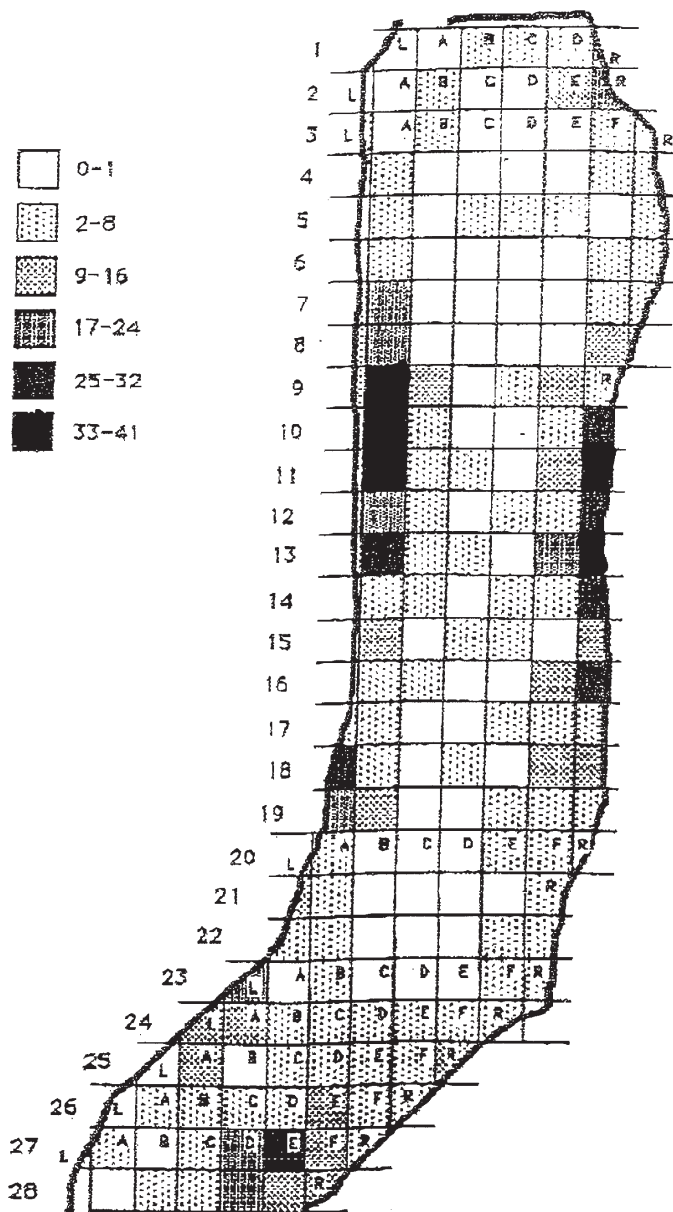 1 L A B C D R
2 L A B C D E R
3 L A B C D E F R
0-1
4
2-8
5
9-16
6
17-24
7
25-32
8
33-41
9 R
10
11
12
13
14
15
16
17
18
19
20 L A B C D E F R
21 R
22
23 L A B C D E F R
24 L A B C D E F R
25 L A B C D E F R
26 L A B C D E F R
27 L A B C D E F R
28 R